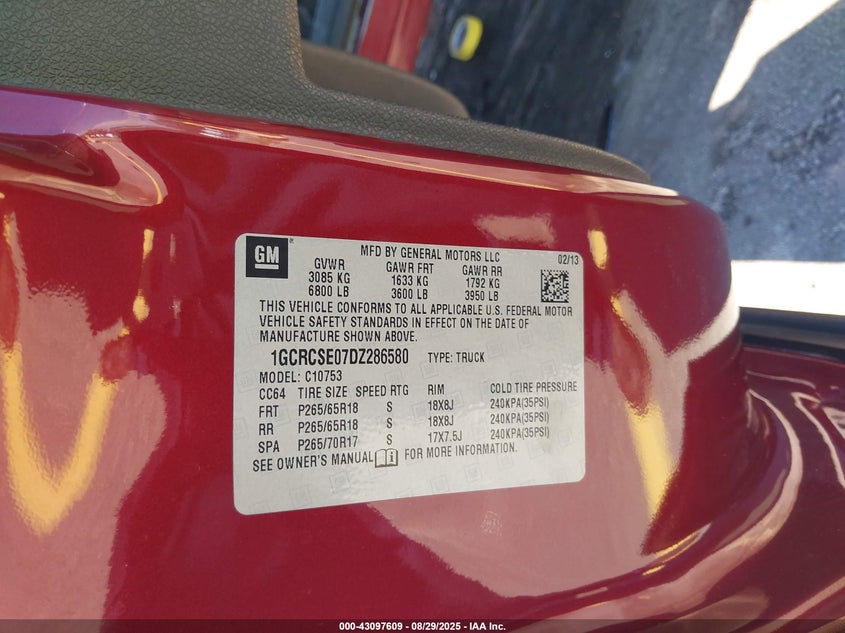 GM
MFD BY GENERAL MOTORS LLC 02/13
GVWR GAWR FRT GAWR RR
3085 KG 1633 KG 1792 KG
6800 LB 3600 LB 3950 LB
THIS VEHICLE CONFORMS TO ALL APPLICABLE U.S. FEDERAL MOTOR
VEHICLE SAFETY STANDARDS IN EFFECT ON THE DATE OF
MANUFACTURE SHOWN ABOVE.
1GCRCSE07DZ286580 TYPE: TRUCK
MODEL: C10753
CC64 TIRE SIZE SPEED RTG RIM COLD TIRE PRESSURE
FRT P265/65R18 S 18X8J 240KPA(35PSI)
RR P265/65R18 S 18X8J 240KPA(35PSI)
SPA P265/70R17 S 17X7.5J 240KPA(35PSI)
SEE OWNER'S MANUAL FOR MORE INFORMATION.
000-43097609 - 08/29/2025 - IAA Inc.